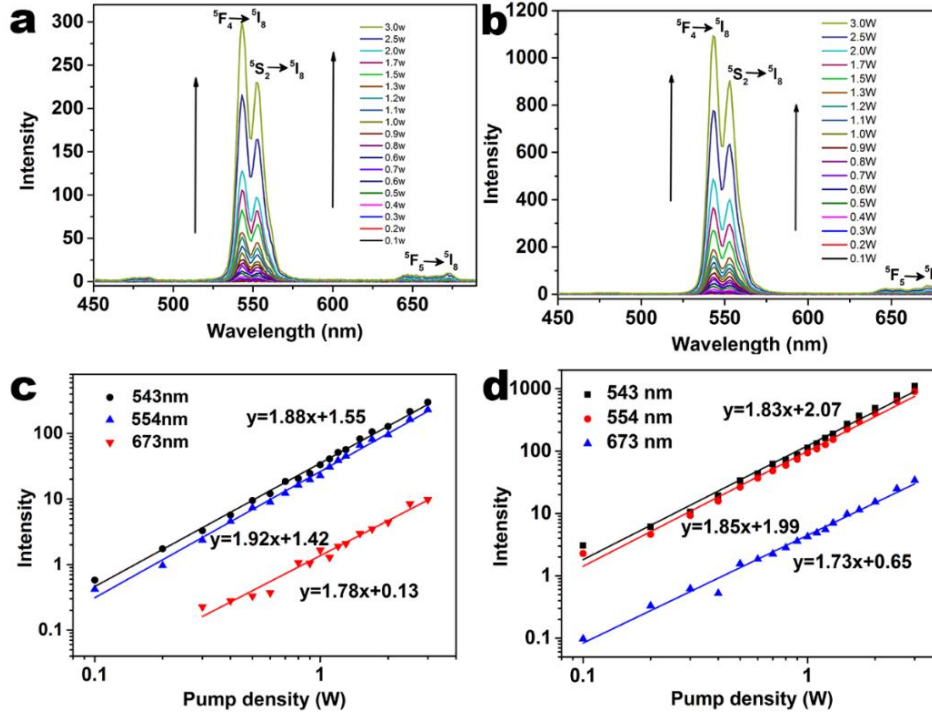 a
⁵F₄→⁵I₈
⁵S₂→⁵I₈
⁵F₅→⁵I₈
3.0w
2.5w
2.0w
1.7w
1.5w
1.3w
1.2w
1.1w
1.0w
0.9w
0.8w
0.6w
0.7w
0.6w
0.5w
0.4w
0.3w
0.2w
0.1w
300
250
200
150
100
50
0
Intensity
450 500 550 600 650
Wavelength (nm)
b
⁵F₄→⁵I₈
⁵S₂→⁵I₈
⁵F₅→⁵I₈
3.0W
2.5W
2.0W
1.7W
1.5W
1.3W
1.2W
1.1W
1.0W
0.9W
0.8W
0.7W
0.6W
0.5W
0.4W
0.3W
0.2W
0.1W
1200
1000
800
600
400
200
0
Intensity
450 500 550 600 650
Wavelength (nm)
c
543nm
554nm
673nm
y=1.88x+1.55
y=1.92x+1.42
y=1.78x+0.13
100
10
1
0.1
Intensity
0.1 1
Pump density (W)
d
543 nm
554 nm
673 nm
y=1.83x+2.07
y=1.85x+1.99
y=1.73x+0.65
1000
100
10
1
0.1
Intensity
0.1 1
Pump density (W)